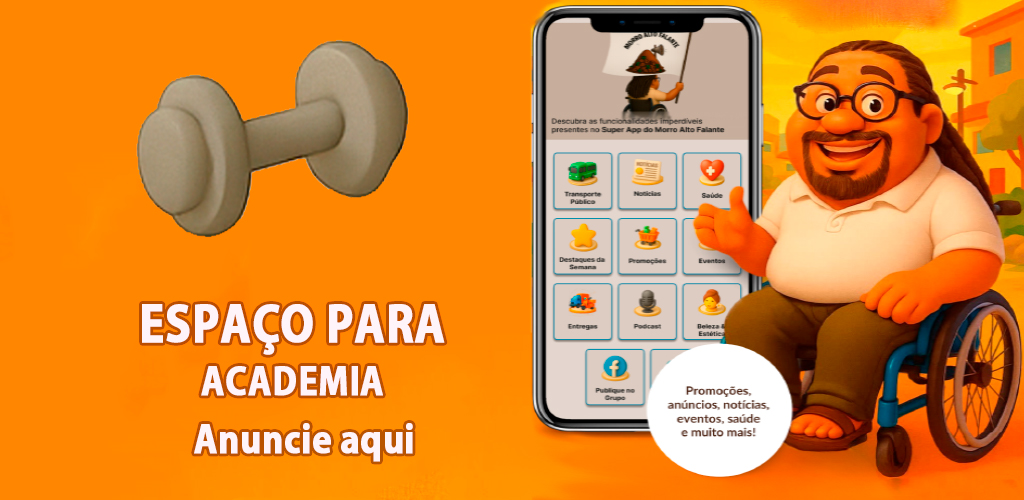 ESPAÇO PARA
ACADEMIA
Anuncie aqui
MORRO ALTO FALANTE
Descubra as funcionalidades imperdíveis
presentes no Super App do Morro Alto Falante
Transporte
Público
NOTÍCIAS
Notícias
Saúde
Destaques da
Semana
Promoções
Eventos
Entregas
Podcast
Beleza &
Estética
Publique no
Grupo
Promoções,
anúncios, notícias,
eventos, saúde
e muito mais!